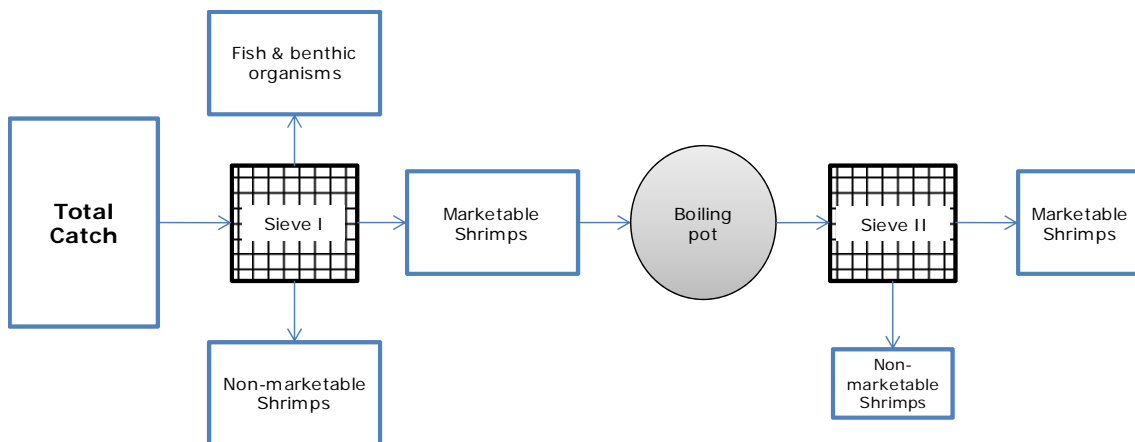 Fish & benthic
organisms
Total
Catch
Sieve I
Marketable
Shrimps
Boiling
pot
Sieve II
Marketable
Shrimps
Non-marketable
Shrimps
Non-
marketable
Shrimps